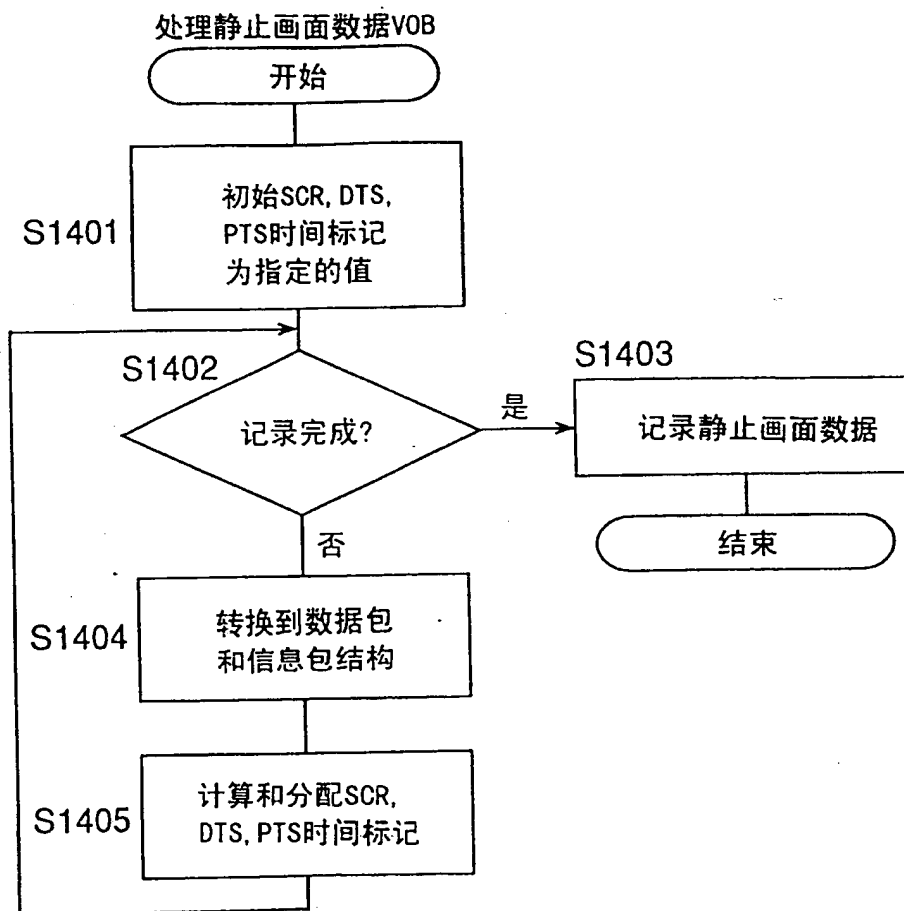 处理静止画面数据VOB
开始
S1401
初始SCR, DTS,
PTS时间标记
为指定的值
S1402
记录完成?
是
S1403
记录静止画面数据
结束
否
S1404
转换到数据包
和信息包结构
S1405
计算和分配SCR,
DTS, PTS时间标记